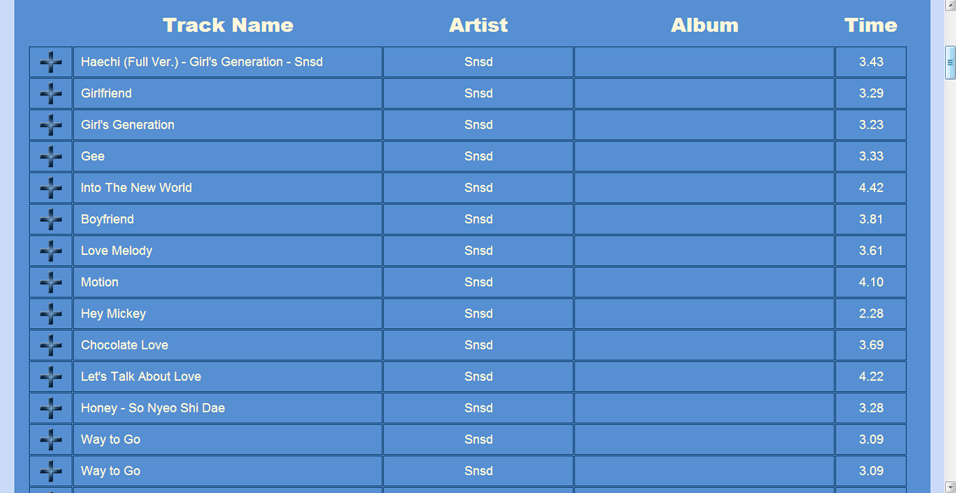 Track Name Artist Album Time
Haechi (Full Ver.) - Girl's Generation - Snsd Snsd 3.43
Girlfriend Snsd 3.29
Girl's Generation Snsd 3.23
Gee Snsd 3.33
Into The New World Snsd 4.42
Boyfriend Snsd 3.81
Love Melody Snsd 3.61
Motion Snsd 4.10
Hey Mickey Snsd 2.28
Chocolate Love Snsd 3.69
Let's Talk About Love Snsd 4.22
Honey - So Nyeo Shi Dae Snsd 3.28
Way to Go Snsd 3.09
Way to Go Snsd 3.09